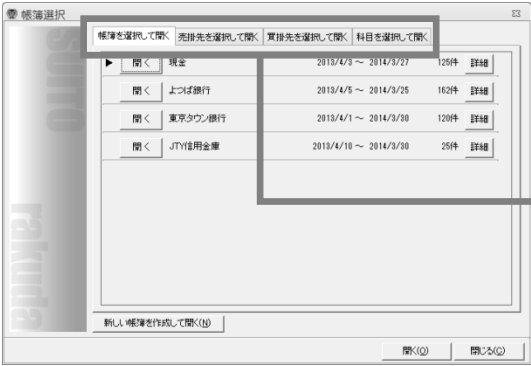 帳簿選択
帳簿を選択して開く 売掛先を選択して開く 買掛先を選択して開く 科目を選択して開く
開く 現金 2013/4/3 ～ 2014/3/27 125件 詳細
開く よつば銀行 2013/4/5 ～ 2014/3/25 162件 詳細
開く 東京タウン銀行 2013/4/1 ～ 2014/3/30 120件 詳細
開く JTY信用金庫 2013/4/10 ～ 2014/3/30 25件 詳細
SUITO
rakuda
新しい帳簿を作成して開く(N)
開く(O) 閉じる(C)